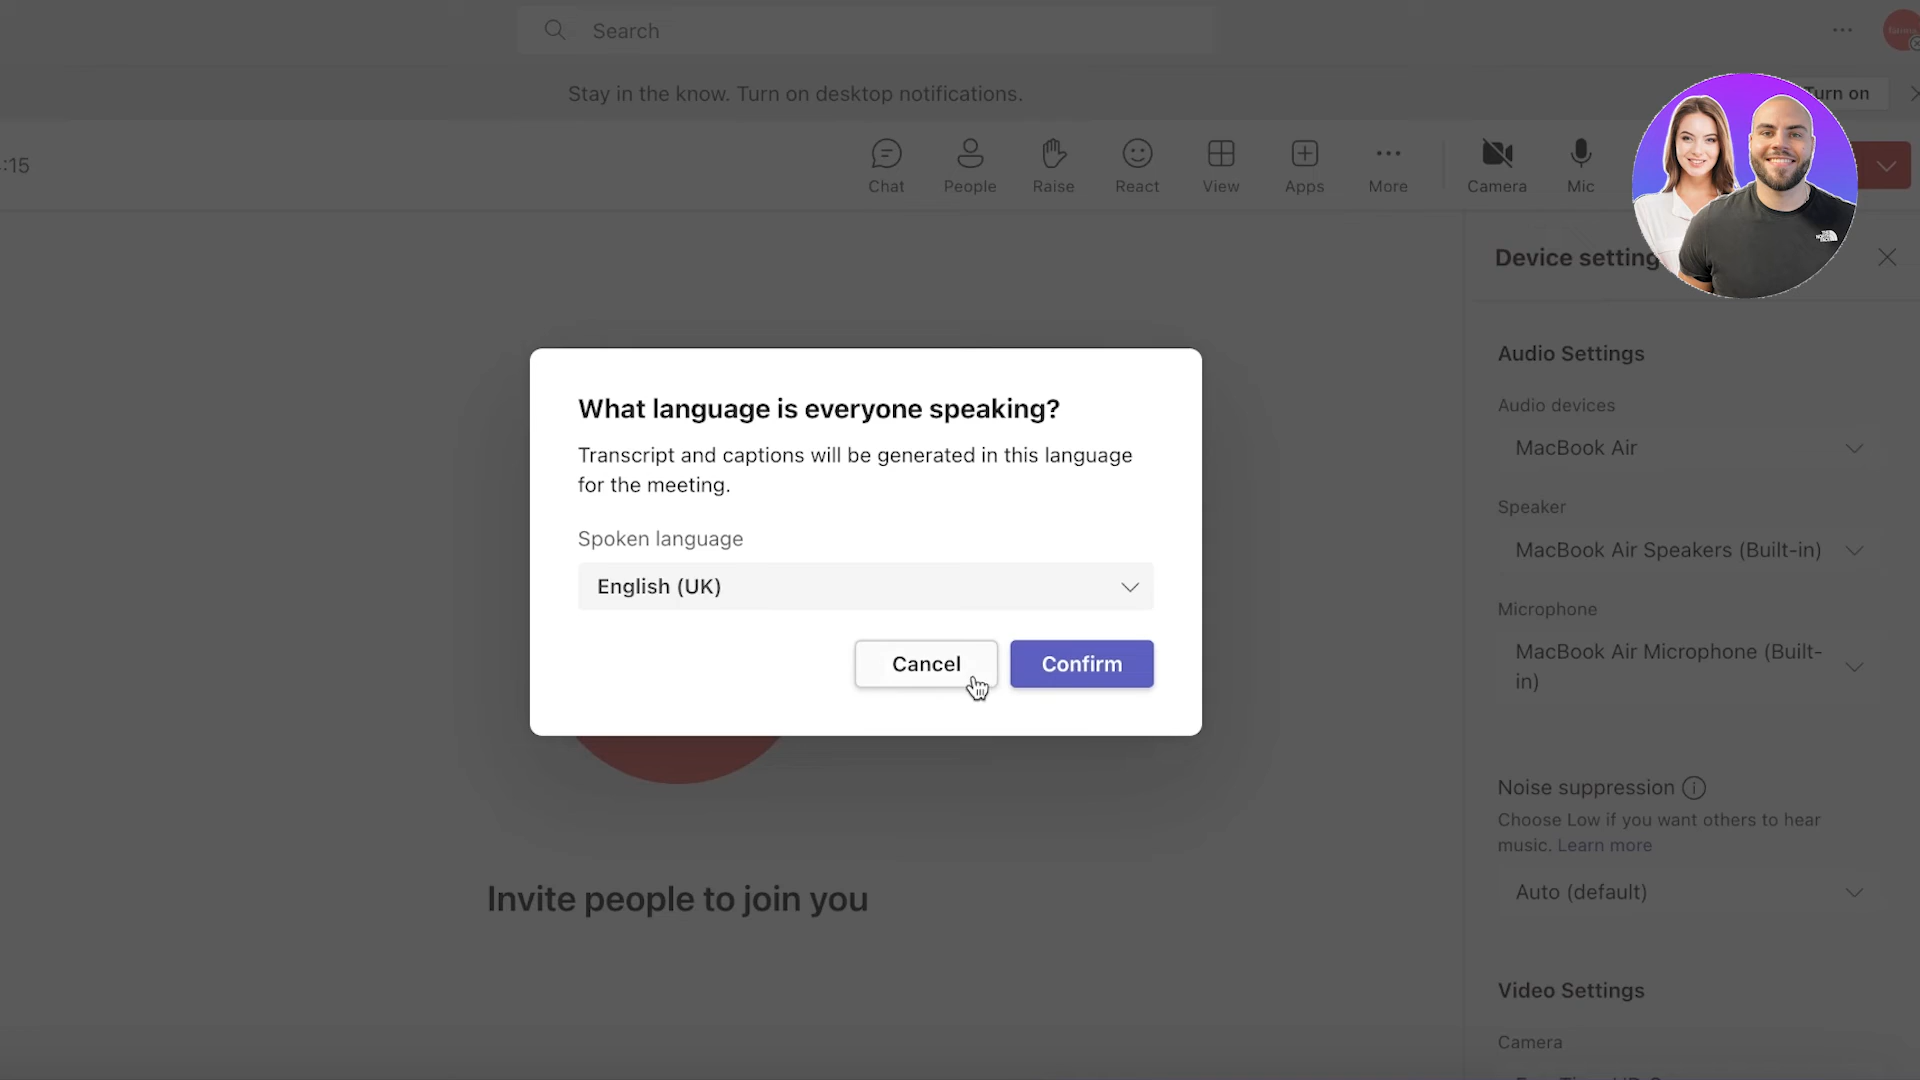 Search
Stay in the know. Turn on desktop notifications.
Turn on
:15
Chat
People
Raise
React
View
Apps
More
Camera
Mic
Device setting
What language is everyone speaking?
Transcript and captions will be generated in this language
for the meeting.
Spoken language
English (UK)
Cancel
Confirm
Invite people to join you
Audio Settings
Audio devices
MacBook Air
Speaker
MacBook Air Speakers (Built-in)
Microphone
MacBook Air Microphone (Built-
in)
Noise suppression
Choose Low if you want others to hear
music. Learn more
Auto (default)
Video Settings
Camera